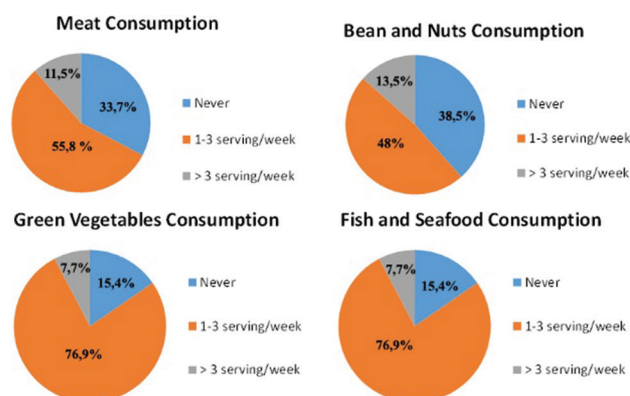 Meat Consumption
11,5%
33,7%
55,8 %
Never
1-3 serving/week
> 3 serving/week
Bean and Nuts Consumption
13,5%
38,5%
48%
Never
1-3 serving/week
> 3 serving/week
Green Vegetables Consumption
7,7%
15,4%
76,9%
Never
1-3 serving/week
> 3 serving/week
Fish and Seafood Consumption
7,7%
15,4%
76,9%
Never
1-3 serving/week
> 3 serving/week